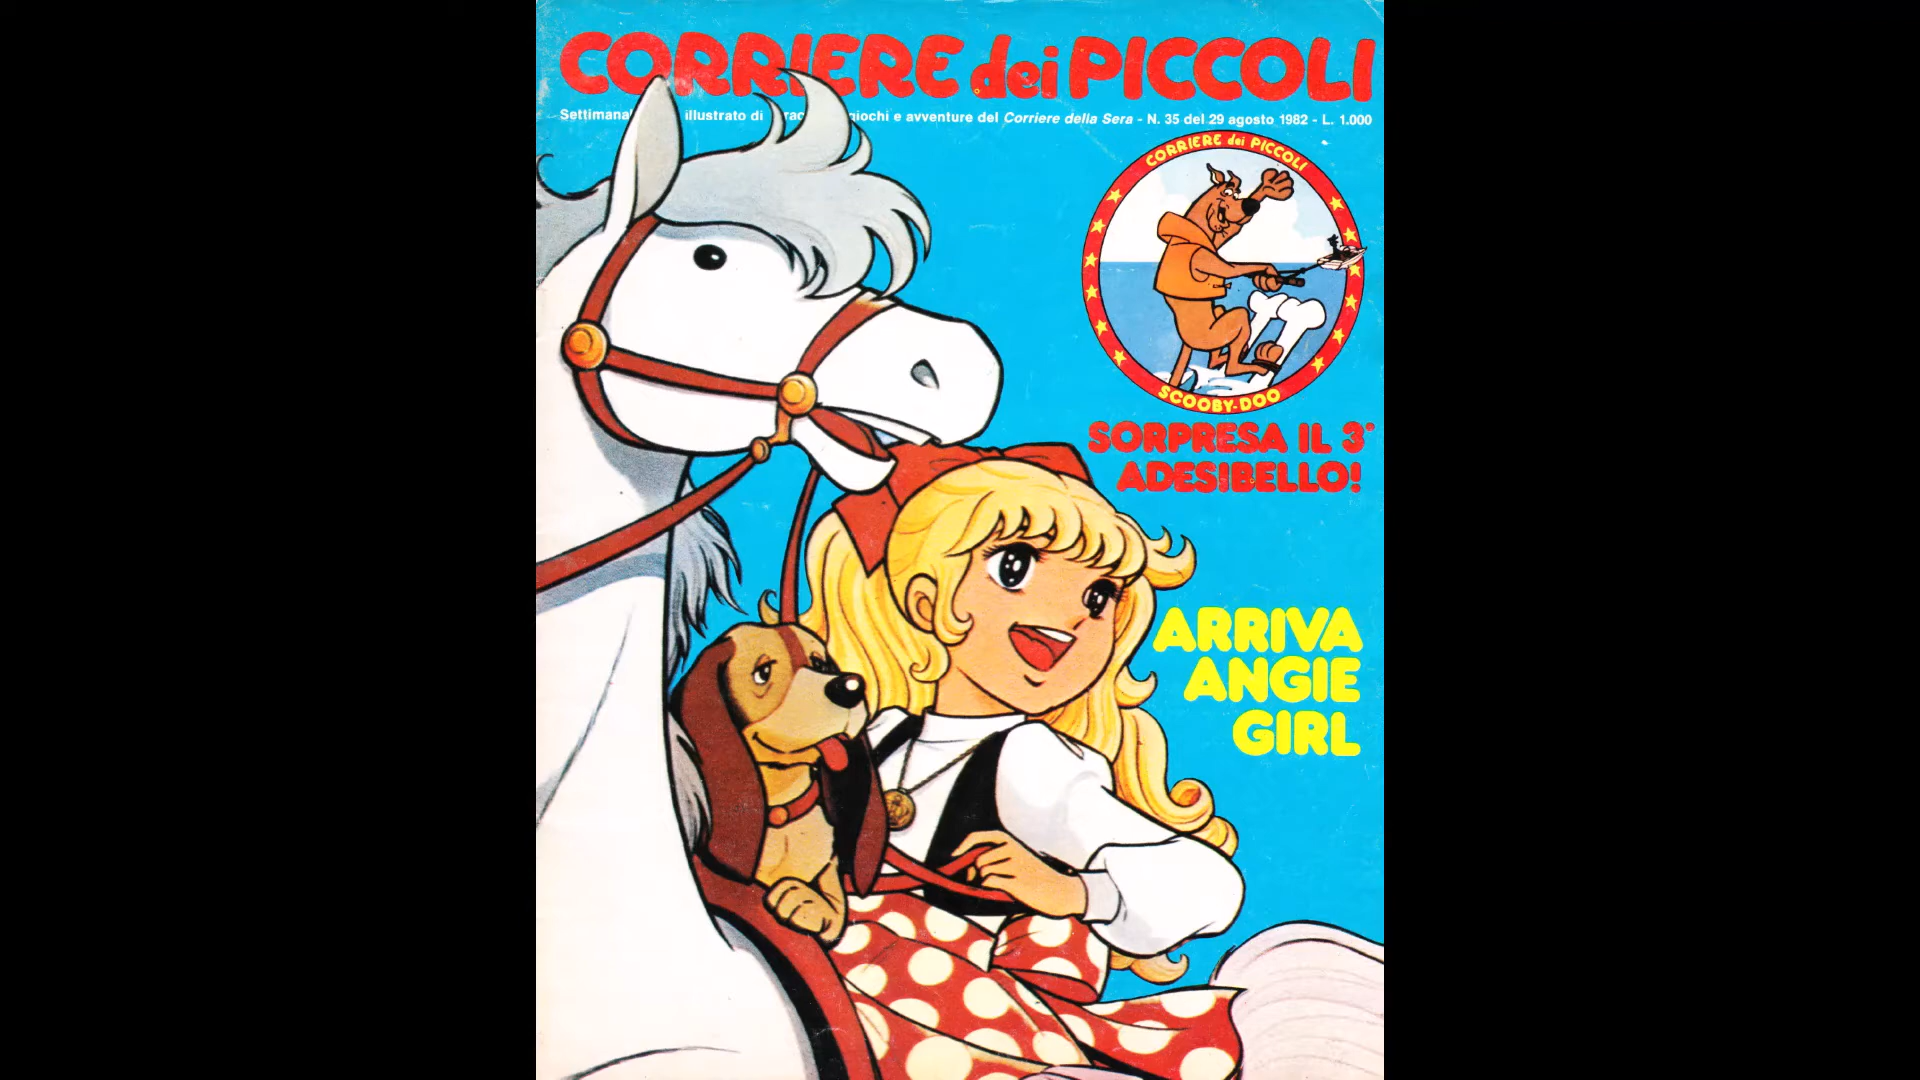 CORRIERE dei PICCOLI
Settimana illustrato di giochi e avventure del Corriere della Sera - N. 35 del 29 agosto 1982 - L. 1.000
CORRIERE dei PICCOLI
SCOOBY-DOO
SORPRESA IL 3°
ADESIBELLO!
ARRIVA
ANGIE
GIRL